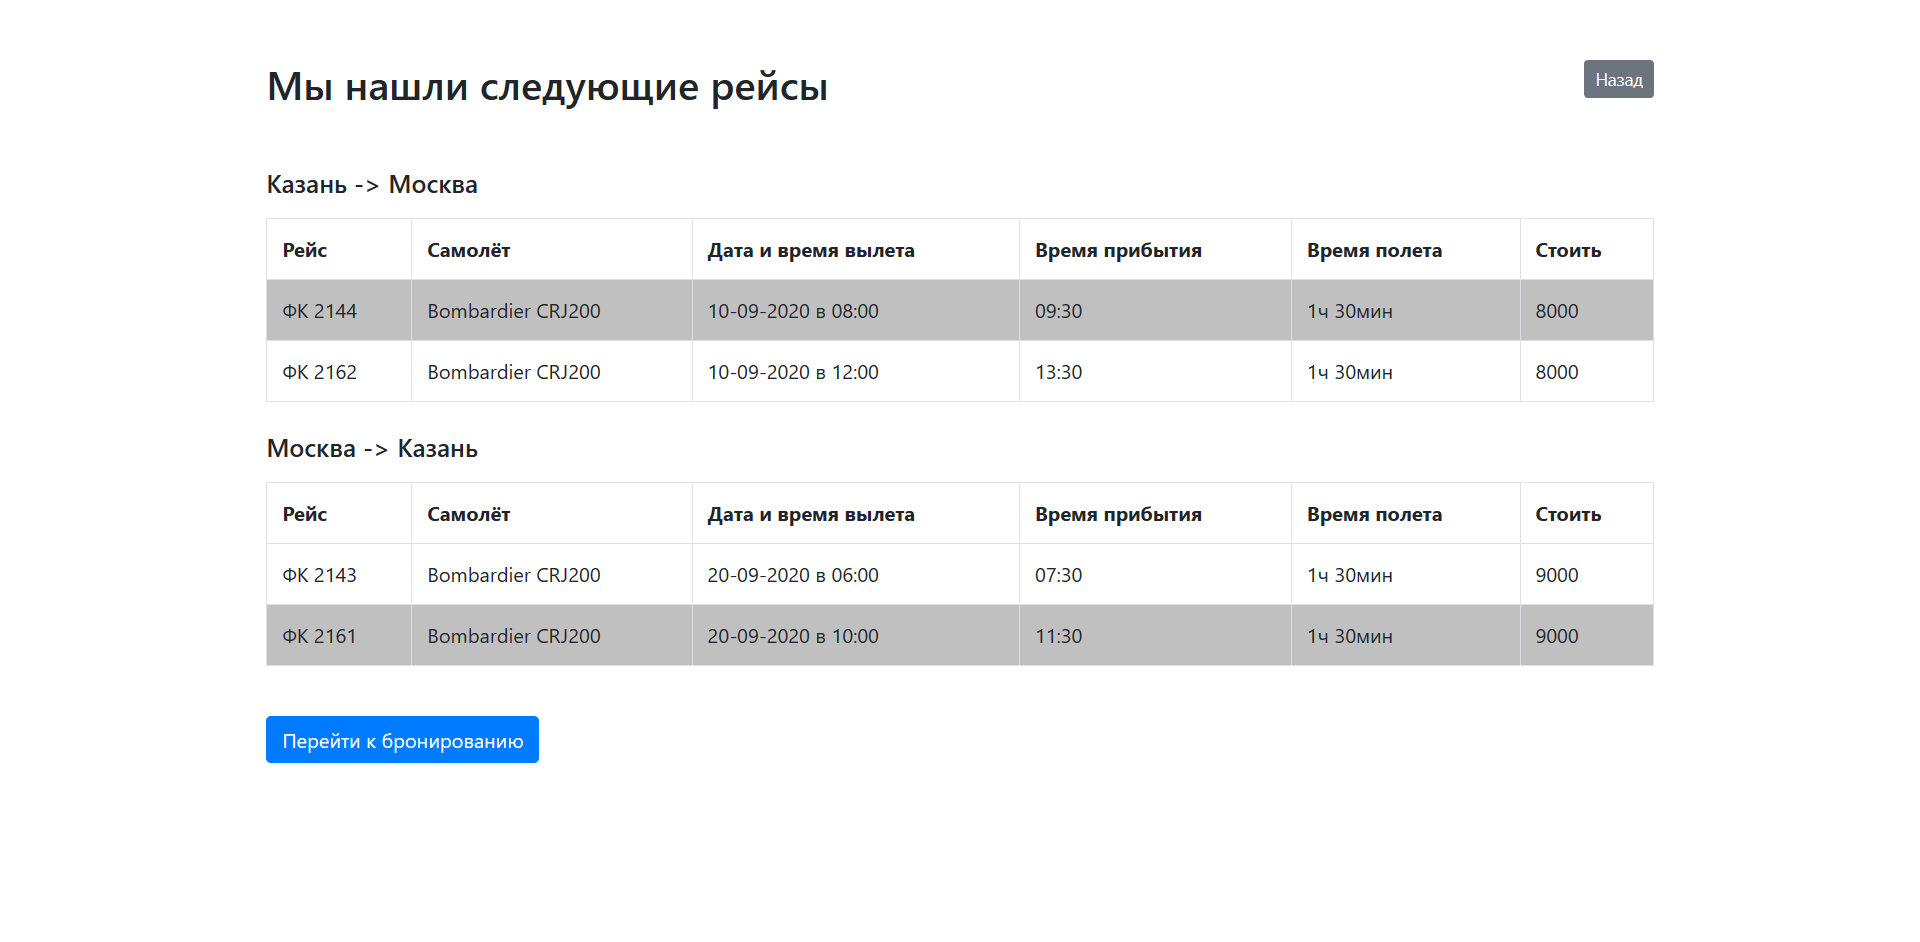 Мы нашли следующие рейсы
Назад
Казань -> Москва
Рейс Самолёт Дата и время вылета Время прибытия Время полета Стоить
ФК 2144 Bombardier CRJ200 10-09-2020 в 08:00 09:30 1ч 30мин 8000
ФК 2162 Bombardier CRJ200 10-09-2020 в 12:00 13:30 1ч 30мин 8000
Москва -> Казань
Рейс Самолёт Дата и время вылета Время прибытия Время полета Стоить
ФК 2143 Bombardier CRJ200 20-09-2020 в 06:00 07:30 1ч 30мин 9000
ФК 2161 Bombardier CRJ200 20-09-2020 в 10:00 11:30 1ч 30мин 9000
Перейти к бронированию